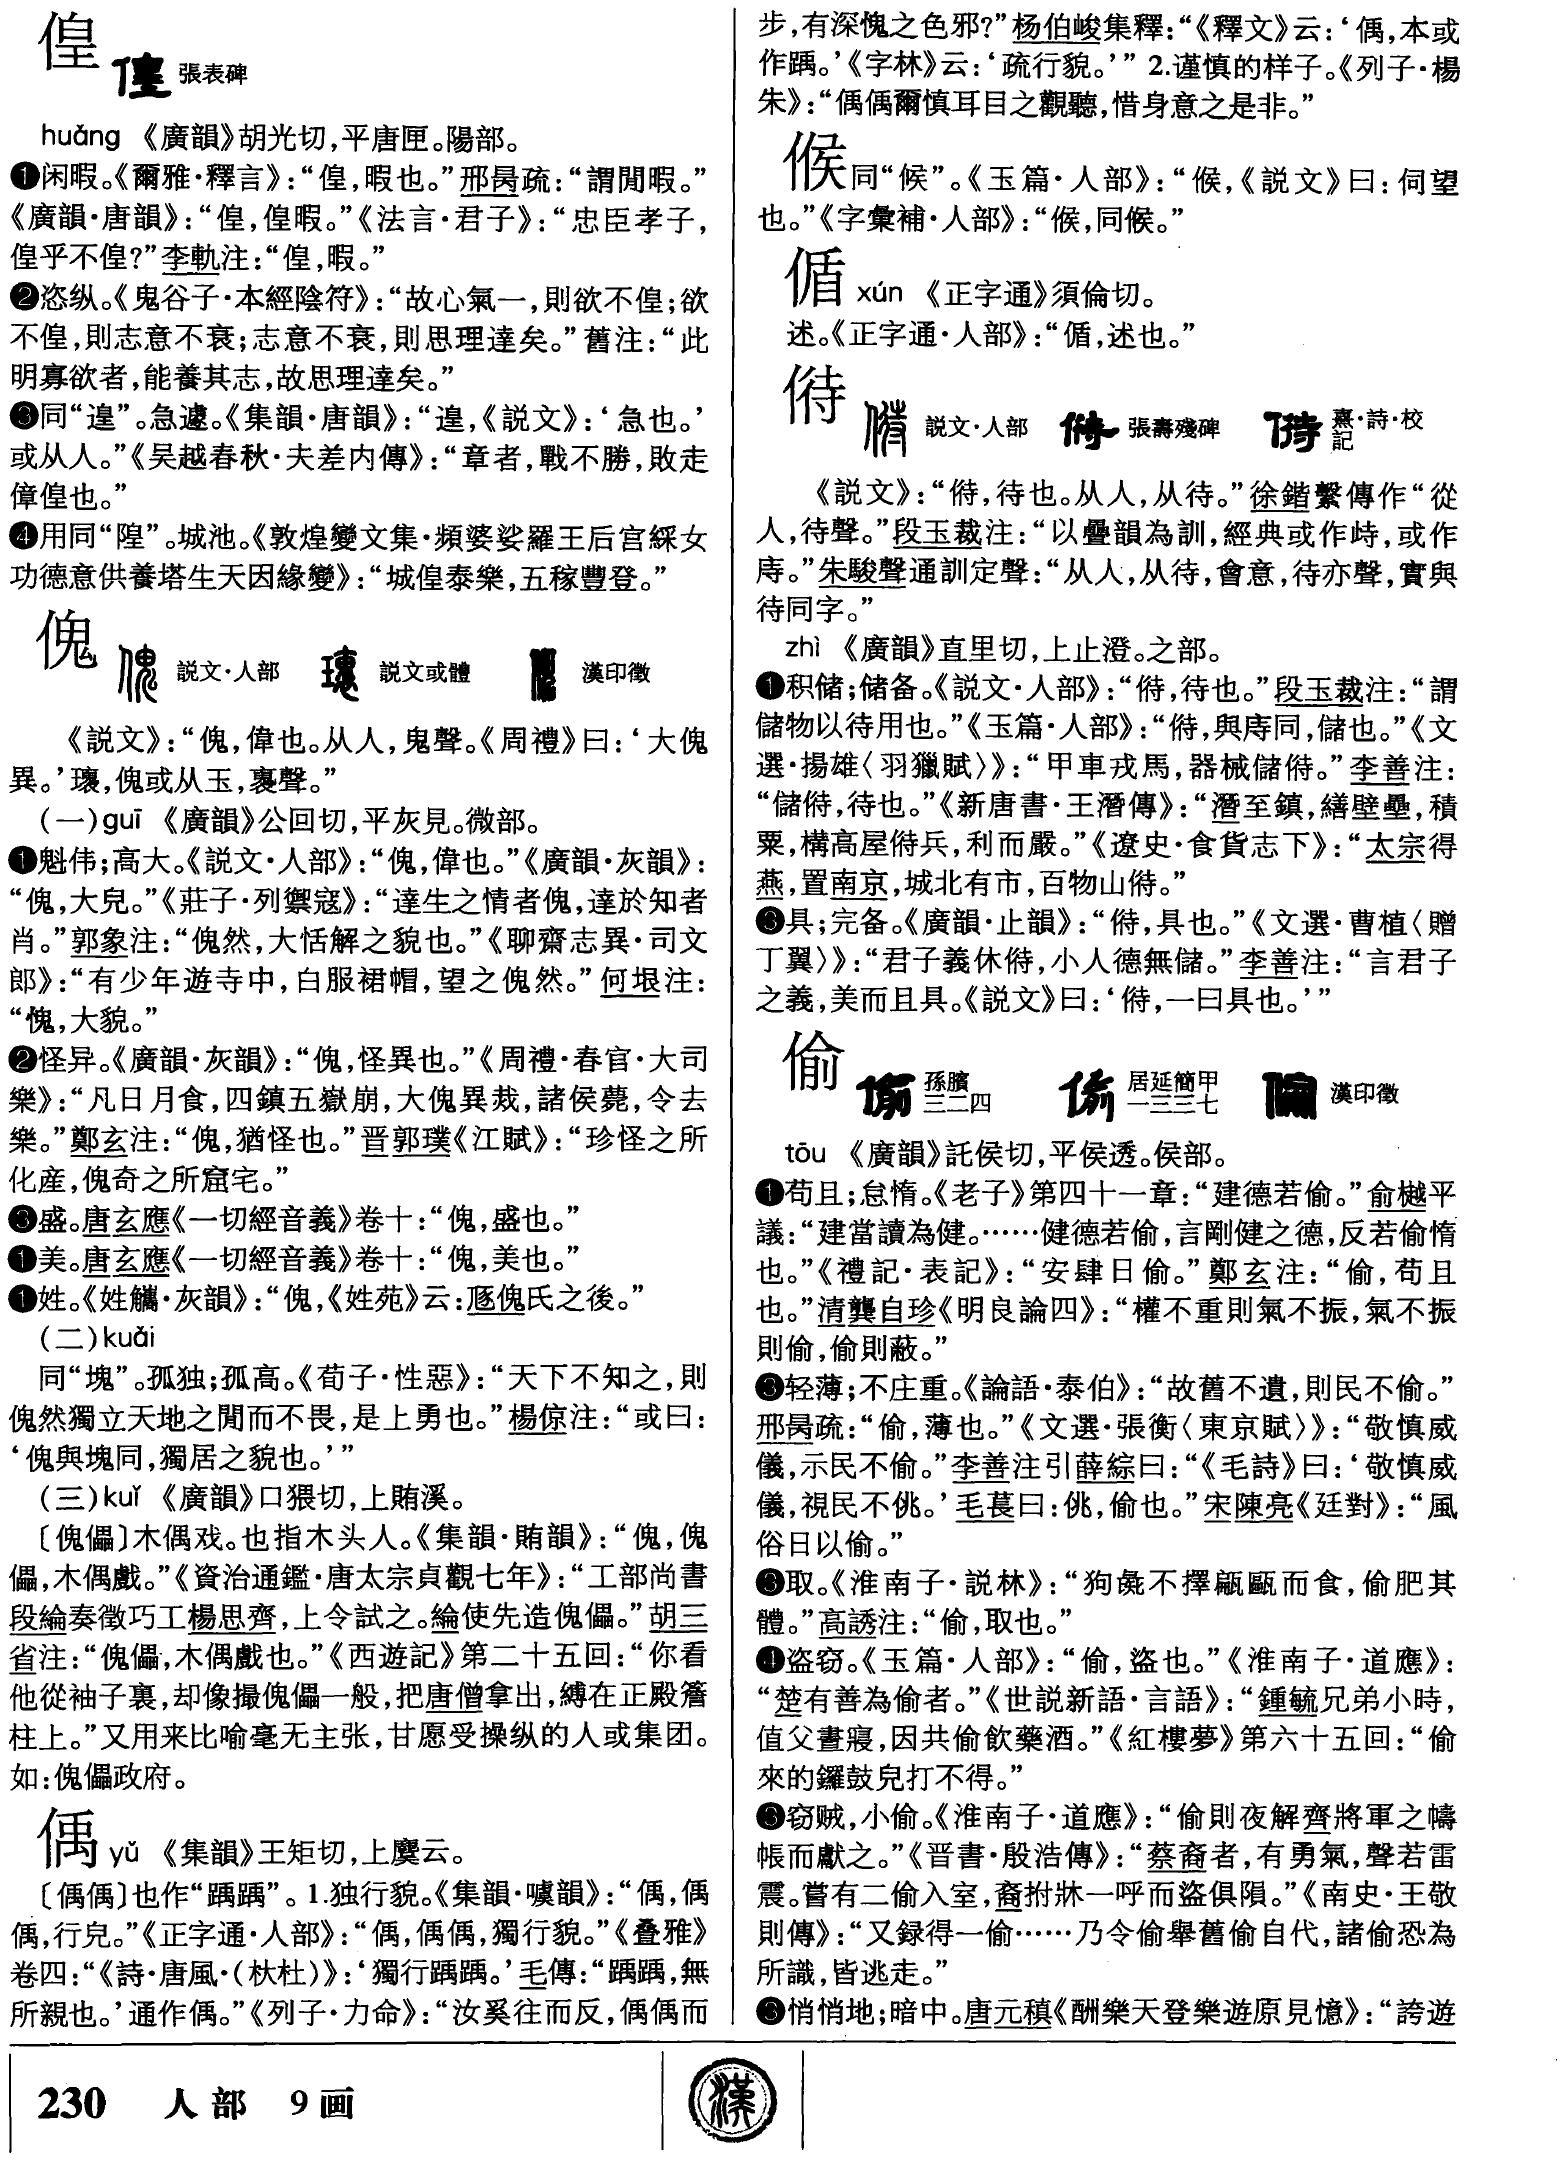 偟
張表碑
huǎng 《廣韻》胡光切,平唐匣。陽部。
❶闲暇。《爾雅·釋言》:“偟,暇也。”邢昺疏:“謂閒暇。”
《廣韻·唐韻》:“偟,偟暇。”《法言·君子》:“忠臣孝子,
偟乎不偟?”李軌注:“偟,暇。”
❷恣纵。《鬼谷子·本經陰符》:“故心氣一,則欲不偟;欲
不偟,則志意不衰;志意不衰,則思理達矣。”舊注:“此
明寡欲者,能養其志,故思理達矣。”
❸同“遑”。急遽。《集韻·唐韻》:“遑,《説文》:‘急也。’
或从人。”《吴越春秋·夫差内傳》:“章者,戰不勝,敗走
傽偟也。”
❹用同“隍”。城池。《敦煌變文集·頻婆娑羅王后宫綵女
功德意供養塔生天因緣變》:“城偟泰樂,五稼豐登。”
傀
説文·人部 説文或體 漢印徵
《説文》:“傀,偉也。从人,鬼聲。《周禮》曰:‘大傀
異。’瓌,傀或从玉,褱聲。”
(一)guī 《廣韻》公回切,平灰見。微部。
❶魁伟;高大。《説文·人部》:“傀,偉也。”《廣韻·灰韻》:
“傀,大皃。”《莊子·列禦寇》:“達生之情者傀,達於知者
肖。”郭象注:“傀然,大恬解之貌也。”《聊齋志異·司文
郎》:“有少年遊寺中,白服裙帽,望之傀然。”何垠注:
“愧,大貌。”
❷怪异。《廣韻·灰韻》:“傀,怪異也。”《周禮·春官·大司
樂》:“凡日月食,四鎮五嶽崩,大傀異烖,諸侯薨,令去
樂。”鄭玄注:“傀,猶怪也。”晋郭璞《江賦》:“珍怪之所
化産,傀奇之所窟宅。”
❸盛。唐玄應《一切經音義》卷十:“傀,盛也。”
❶美。唐玄應《一切經音義》卷十:“傀,美也。”
❶姓。《姓觿·灰韻》:“傀,《姓苑》云:豗傀氏之後。”
(二)kuǎi
同“塊”。孤独;孤高。《荀子·性惡》:“天下不知之,則
傀然獨立天地之閒而不畏,是上勇也。”楊倞注:“或曰:
‘傀與塊同,獨居之貌也。’”
(三)kuǐ 《廣韻》口猥切,上賄溪。
〔傀儡〕木偶戏。也指木头人。《集韻·賄韻》:“傀,傀
儡,木偶戲。”《資治通鑑·唐太宗貞觀七年》:“工部尚書
段綸奏徵巧工楊思齊,上令試之。綸使先造傀儡。”胡三
省注:“傀儡,木偶戲也。”《西遊記》第二十五回:“你看
他從袖子裏,却像撮傀儡一般,把唐僧拿出,縛在正殿簷
柱上。”又用来比喻毫无主张,甘愿受操纵的人或集团。
如:傀儡政府。
偊 yǔ 《集韻》王矩切,上麌云。
〔偊偊〕也作“踽踽”。1.独行貌。《集韻·噳韻》:“偊,偊
偊,行皃。”《正字通·人部》:“偊,偊偊,獨行貌。”《叠雅》
卷四:“《詩·唐風·(杕杜)》:‘獨行踽踽。’毛傳:“踽踽,無
所親也。’通作偊。”《列子·力命》:“汝奚往而反,偊偊而
步,有深愧之色邪?”杨伯峻集釋:“《釋文》云:‘偊,本或
作踽。’《字林》云:‘疏行貌。’” 2.谨慎的样子。《列子·楊
朱》:“偊偊爾慎耳目之觀聽,惜身意之是非。”
𠊱同“候”。《玉篇·人部》:“𠊱,《説文》曰:伺望
也。”《字彙補·人部》:“𠊱,同候。”
偱 xún 《正字通》須倫切。
述。《正字通·人部》:“偱,述也。”
偫
説文·人部 張壽殘碑 熹·詩·校
記
《説文》:“偫,待也。从人,从待。”徐鍇繫傳作“從
人,待聲。”段玉裁注:“以疊韻為訓,經典或作歭,或作
庤。”朱駿聲通訓定聲:“从人,从待,會意,待亦聲,實與
待同字。”
zhì 《廣韻》直里切,上止澄。之部。
❶积储;储备。《説文·人部》:“偫,待也。”段玉裁注:“謂
儲物以待用也。”《玉篇·人部》:“偫,與庤同,儲也。”《文
選·揚雄〈羽獵賦〉》:“甲車戎馬,器械儲偫。”李善注:
“儲偫,待也。”《新唐書·王潛傳》:“潛至鎮,繕壁壘,積
粟,構高屋偫兵,利而嚴。”《遼史·食貨志下》:“太宗得
燕,置南京,城北有市,百物山偫。”
❸具;完备。《廣韻·止韻》:“偫,具也。”《文選·曹植〈贈
丁翼〉》:“君子義休偫,小人德無儲。”李善注:“言君子
之義,美而且具。《説文》曰:‘偫,一曰具也。’”
偷
孫臏
三二四
居延簡甲
一三三七
漢印徵
tōu 《廣韻》託侯切,平侯透。侯部。
❶苟且;怠惰。《老子》第四十一章:“建德若偷。”俞樾平
議:“建當讀為健。……健德若偷,言剛健之德,反若偷惰
也。”《禮記·表記》:“安肆日偷。”鄭玄注:“偷,苟且
也。”清龔自珍《明良論四》:“權不重則氣不振,氣不振
則偷,偷則蔽。”
❸轻薄;不庄重。《論語·泰伯》:“故舊不遺,則民不偷。”
邢昺疏:“偷,薄也。”《文選·張衡〈東京賦〉》:“敬慎威
儀,示民不偷。”李善注引薛綜曰:“《毛詩》曰:‘敬慎威
儀,視民不佻。’毛萇曰:佻,偷也。”宋陳亮《廷對》:“風
俗日以偷。”
❸取。《淮南子·説林》:“狗彘不擇甂甌而食,偷肥其
體。”高誘注:“偷,取也。”
❹盗窃。《玉篇·人部》:“偷,盜也。”《淮南子·道應》:
“楚有善為偷者。”《世説新語·言語》:“鍾毓兄弟小時,
值父晝寢,因共偷飲藥酒。”《紅樓夢》第六十五回:“偷
來的鑼鼓兒打不得。”
❸窃贼,小偷。《淮南子·道應》:“偷則夜解齊將軍之幬
帳而獻之。”《晋書·殷浩傳》:“蔡裔者,有勇氣,聲若雷
震。嘗有二偷入室,裔拊牀一呼而盜俱隕。”《南史·王敬
則傳》:“又録得一偷……乃令偷舉舊偷自代,諸偷恐為
所識,皆逃走。”
❸悄悄地;暗中。唐元稹《酬樂天登樂遊原見憶》:“誇遊
230 人部 9画
漢